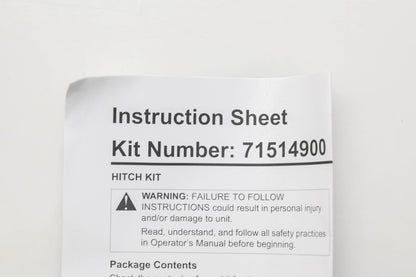 Instruction Sheet
Kit Number: 71514900
HITCH KIT
WARNING: FAILURE TO FOLLOW
INSTRUCTIONS could result in personal injury
and/or damage to unit.
Read, understand, and follow all safety practices
in Operator's Manual before beginning.
Package Contents